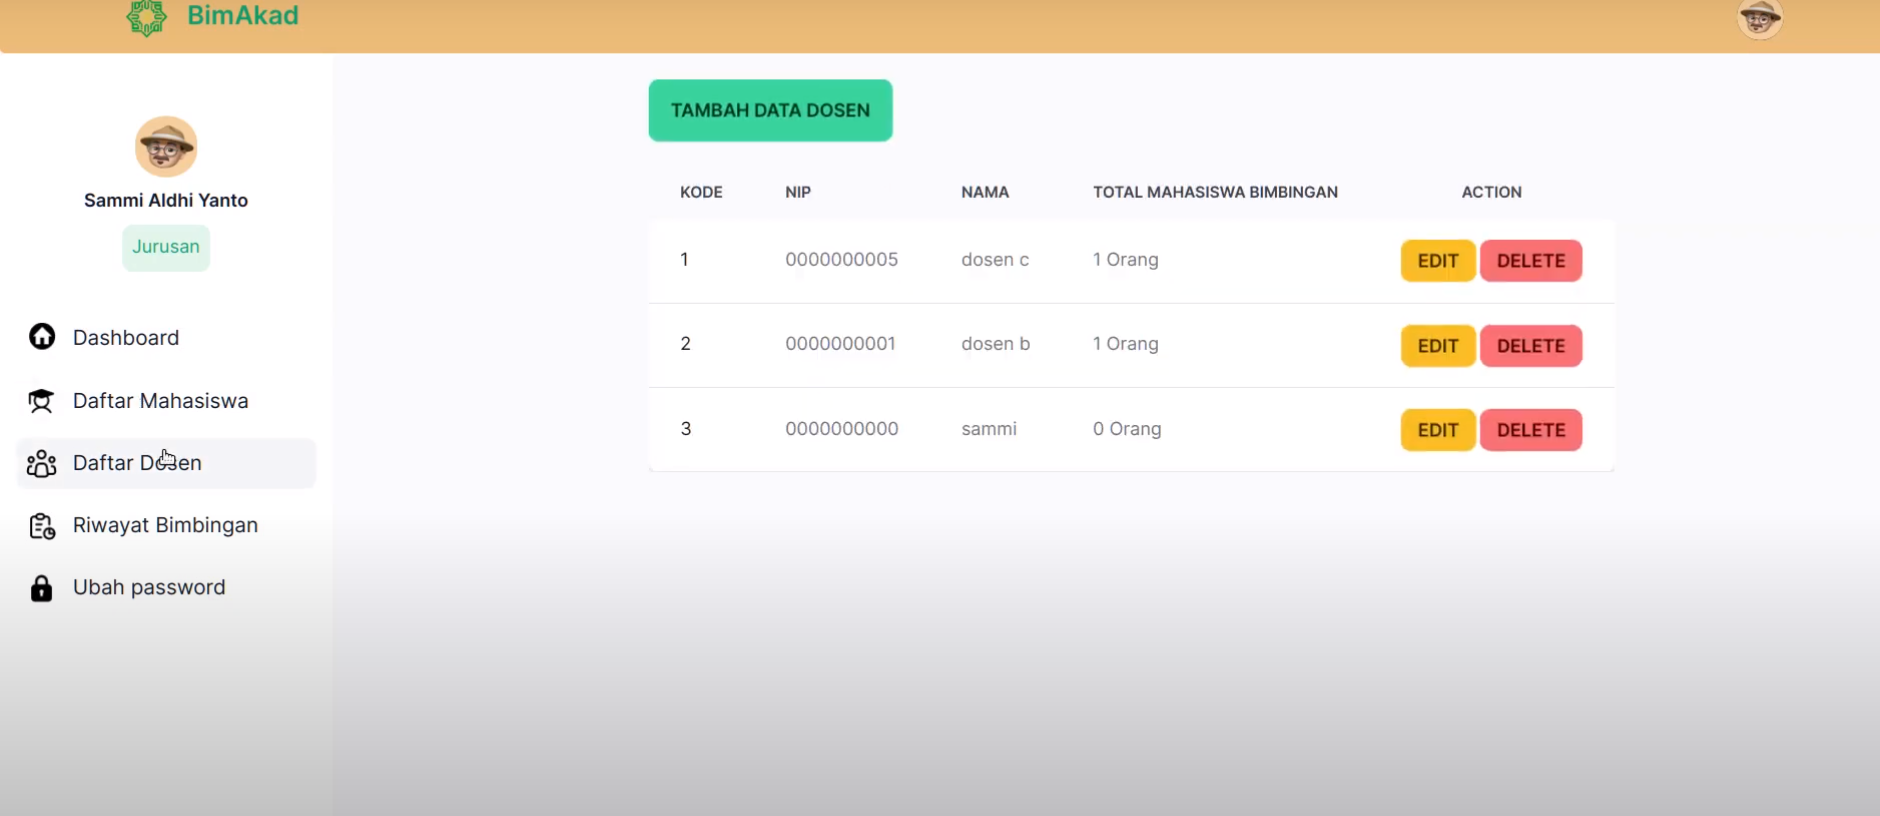 BimAkad
Sammi Aldhi Yanto
Jurusan
Dashboard
Daftar Mahasiswa
Daftar Dosen
Riwayat Bimbingan
Ubah password
TAMBAH DATA DOSEN
KODE NIP NAMA TOTAL MAHASISWA BIMBINGAN ACTION
1 0000000005 dosen c 1 Orang EDIT DELETE
2 0000000001 dosen b 1 Orang EDIT DELETE
3 0000000000 sammi 0 Orang EDIT DELETE